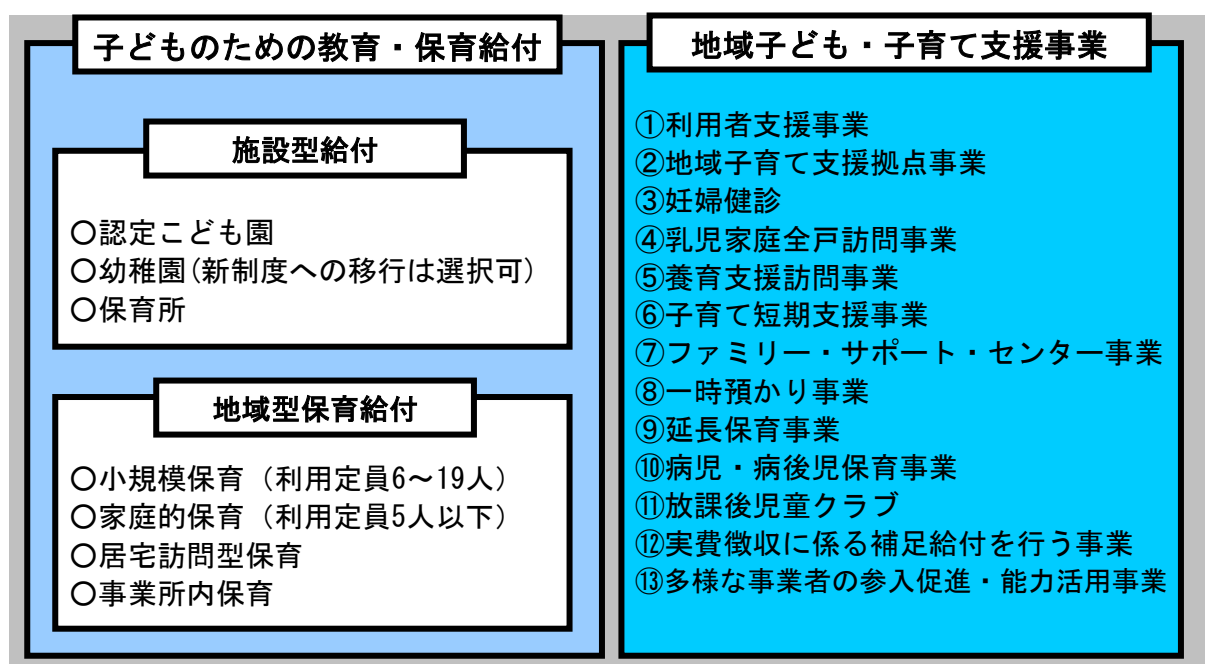 子どものための教育・保育給付
施設型給付
○認定こども園
○幼稚園(新制度への移行は選択可)
○保育所
地域型保育給付
○小規模保育（利用定員6～19人）
○家庭的保育（利用定員5人以下）
○居宅訪問型保育
○事業所内保育
地域子ども・子育て支援事業
①利用者支援事業
②地域子育て支援拠点事業
③妊婦健診
④乳児家庭全戸訪問事業
⑤養育支援訪問事業
⑥子育て短期支援事業
⑦ファミリー・サポート・センター事業
⑧一時預かり事業
⑨延長保育事業
⑩病児・病後児保育事業
⑪放課後児童クラブ
⑫実費徴収に係る補足給付を行う事業
⑬多様な事業者の参入促進・能力活用事業